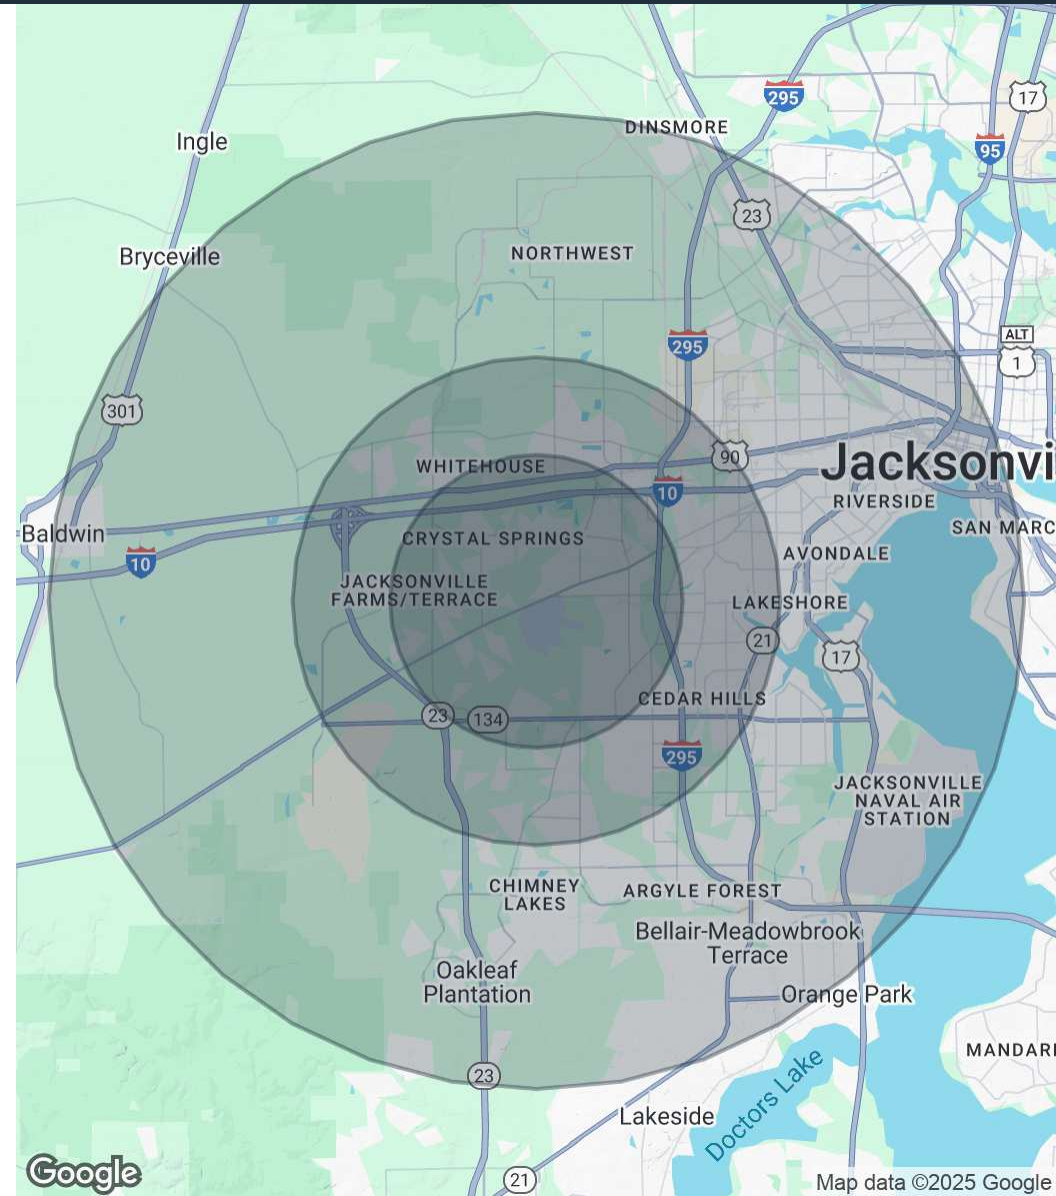 DINSMORE
295
17
Ingle
95
23
Bryceville
NORTHWEST
295
ALT
1
301
WHITEHOUSE
90
Jacksonvi
10
RIVERSIDE
Baldwin
CRYSTAL SPRINGS
SAN MARC
10
AVONDALE
JACKSONVILLE
FARMS/TERRACE
LAKESHORE
21
17
CEDAR HILLS
23
134
295
JACKSONVILLE
NAVAL AIR
STATION
CHIMNEY
LAKES
ARGYLE FOREST
Bellair-Meadowbrook
Terrace
Oakleaf
Plantation
Orange Park
MANDARI
23
Doctors Lake
Lakeside
Google
21
Map data ©2025 Google